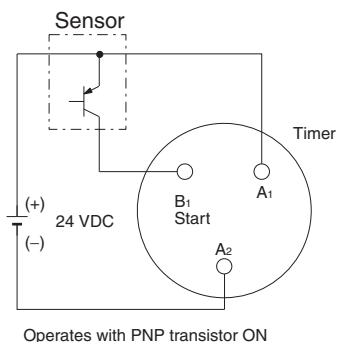 Sensor
Timer
B1
Start
A1
(+)
24 VDC
(−)
A2
Operates with PNP transistor ON